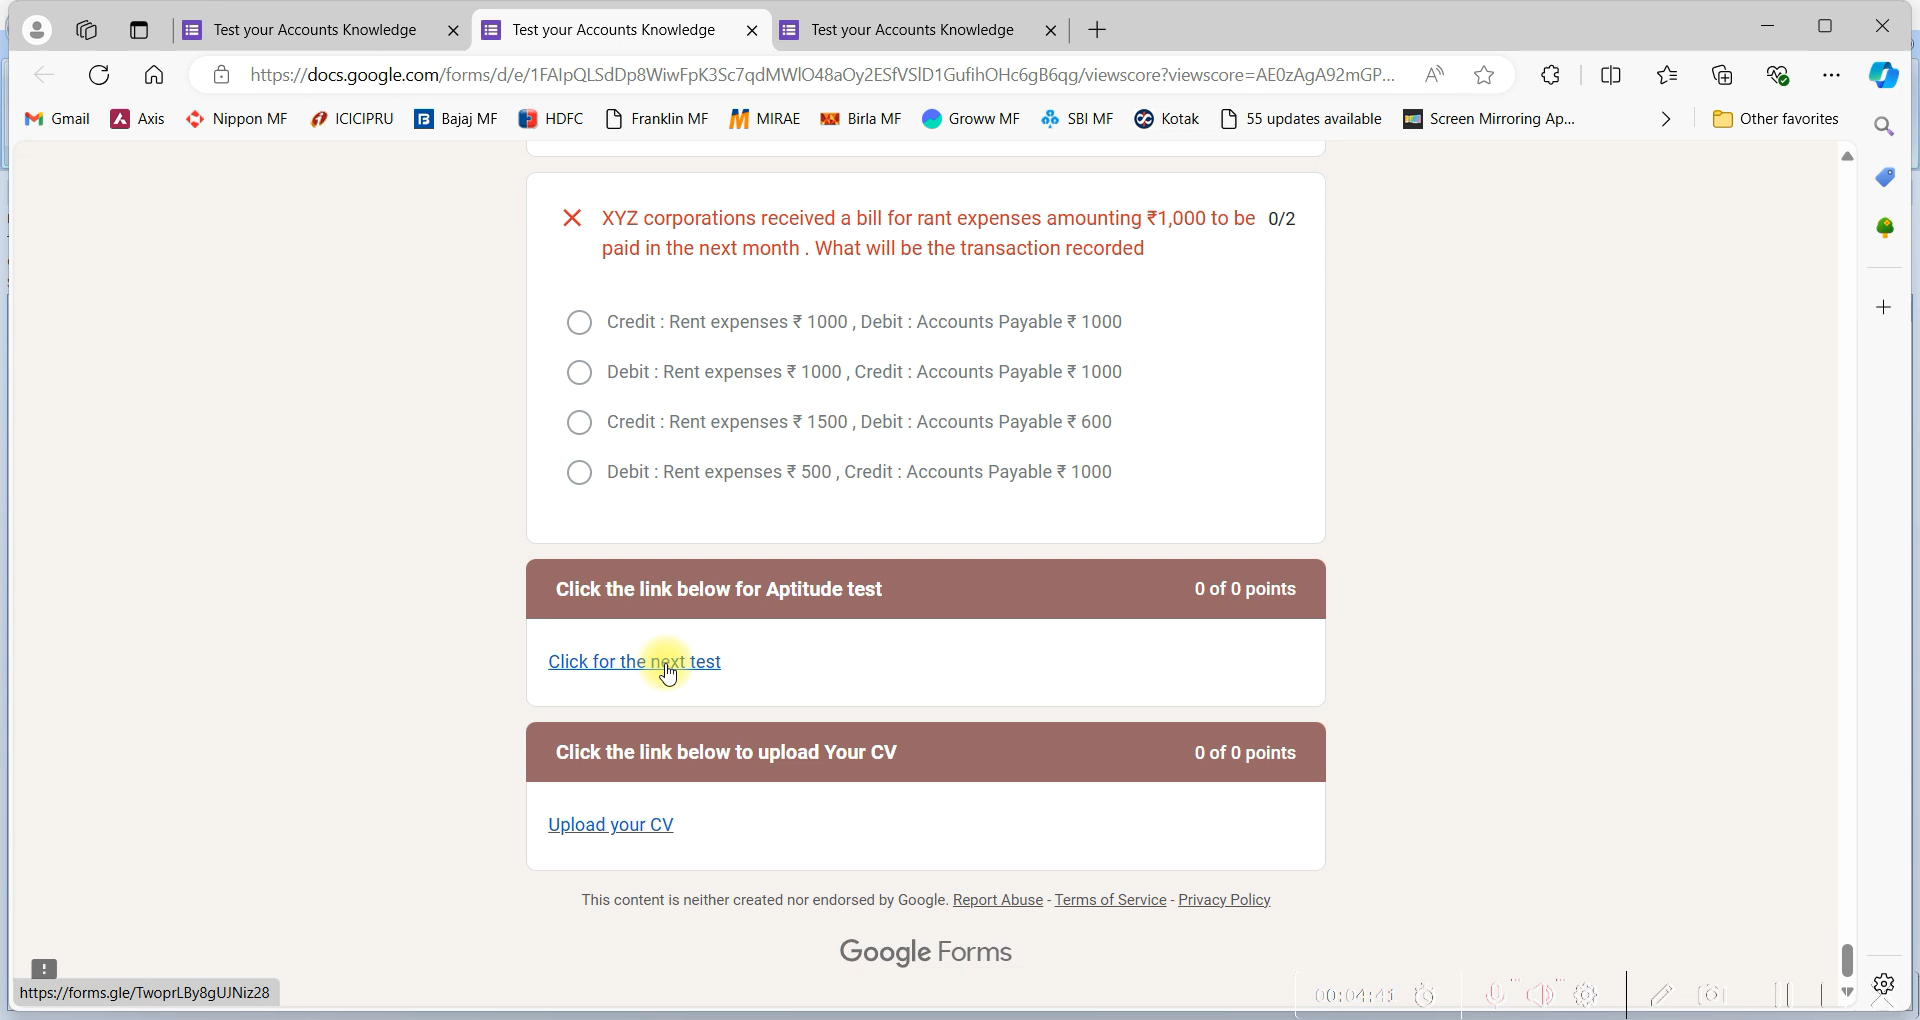 Test your Accounts Knowledge
Test your Accounts Knowledge
Test your Accounts Knowledge
https://docs.google.com/forms/d/e/1FAIpQLSdDp8WiwFpK3Sc7qdMWlO48aOy2ESfVSlD1GufihOHc6gB6qg/viewscore?viewscore=AE0zAgA92mGP...
Gmail Axis Nippon MF ICICIPRU Bajaj MF HDFC Franklin MF MIRAE Birla MF Groww MF SBI MF Kotak 55 updates available Screen Mirroring Ap... Other favorites
XYZ corporations received a bill for rant expenses amounting ₹1,000 to be 0/2
paid in the next month . What will be the transaction recorded
Credit : Rent expenses ₹ 1000 , Debit : Accounts Payable ₹ 1000
Debit : Rent expenses ₹ 1000 , Credit : Accounts Payable ₹ 1000
Credit : Rent expenses ₹ 1500 , Debit : Accounts Payable ₹ 600
Debit : Rent expenses ₹ 500 , Credit : Accounts Payable ₹ 1000
Click the link below for Aptitude test 0 of 0 points
Click for the next test
Click the link below to upload Your CV 0 of 0 points
Upload your CV
This content is neither created nor endorsed by Google. Report Abuse - Terms of Service - Privacy Policy
Google Forms
https://forms.gle/TwoprLBy8gUJNiz28
00:04:41